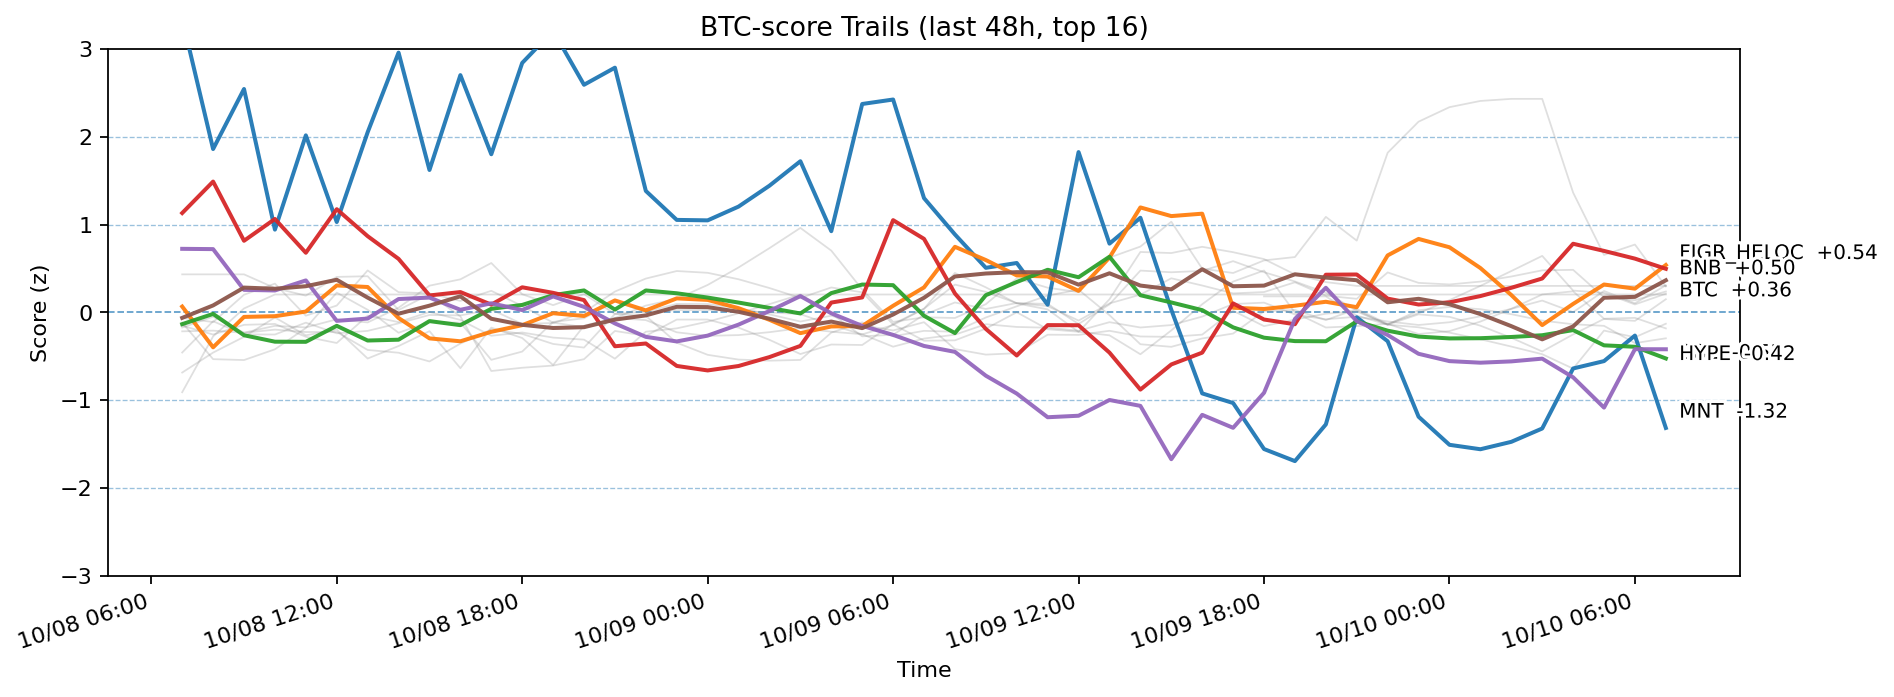 BTC-score Trails (last 48h, top 16)
Score (z)
3
2
1
0
−1
−2
−3
FIGR_HELOC +0.54
BNB +0.50
BTC +0.36
HYPE -0.42
MNT -1.32
10/08 06:00
10/08 12:00
10/08 18:00
10/09 00:00
10/09 06:00
10/09 12:00
10/09 18:00
10/10 00:00
10/10 06:00
Time